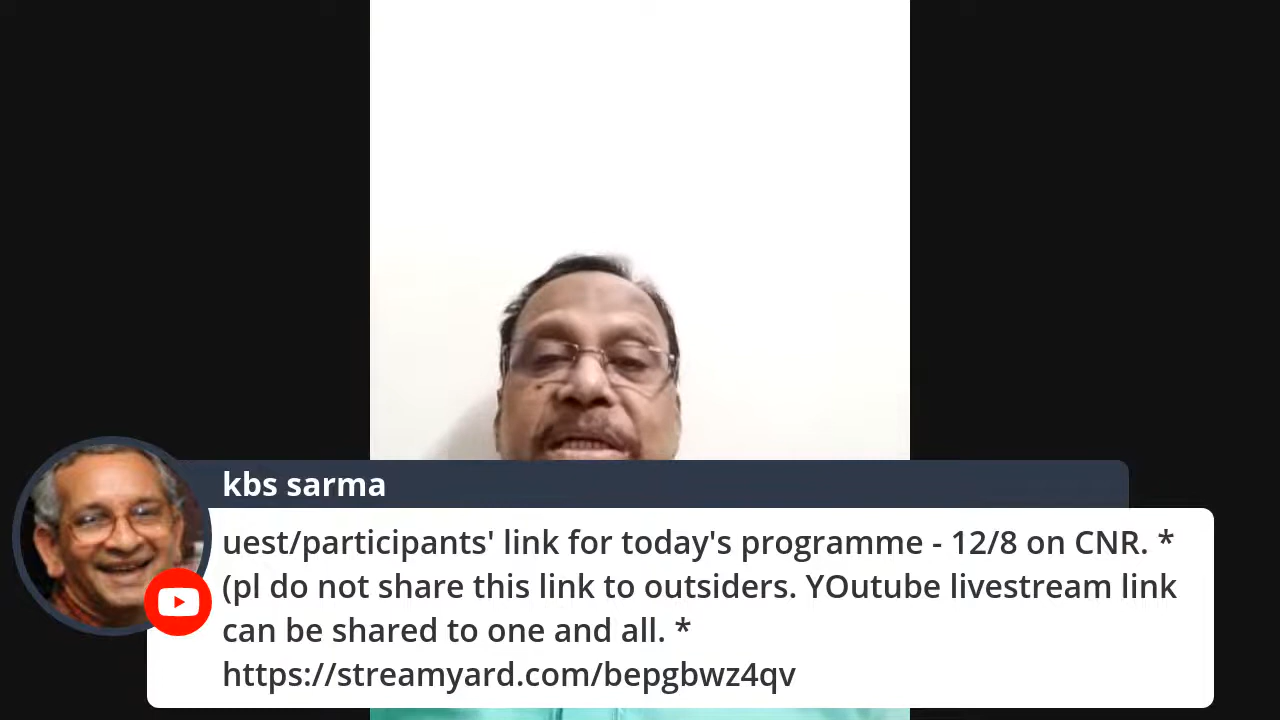 kbs sarma
uest/participants' link for today's programme - 12/8 on CNR. *
(pl do not share this link to outsiders. YOutube livestream link
can be shared to one and all. *
https://streamyard.com/bepgbwz4qv